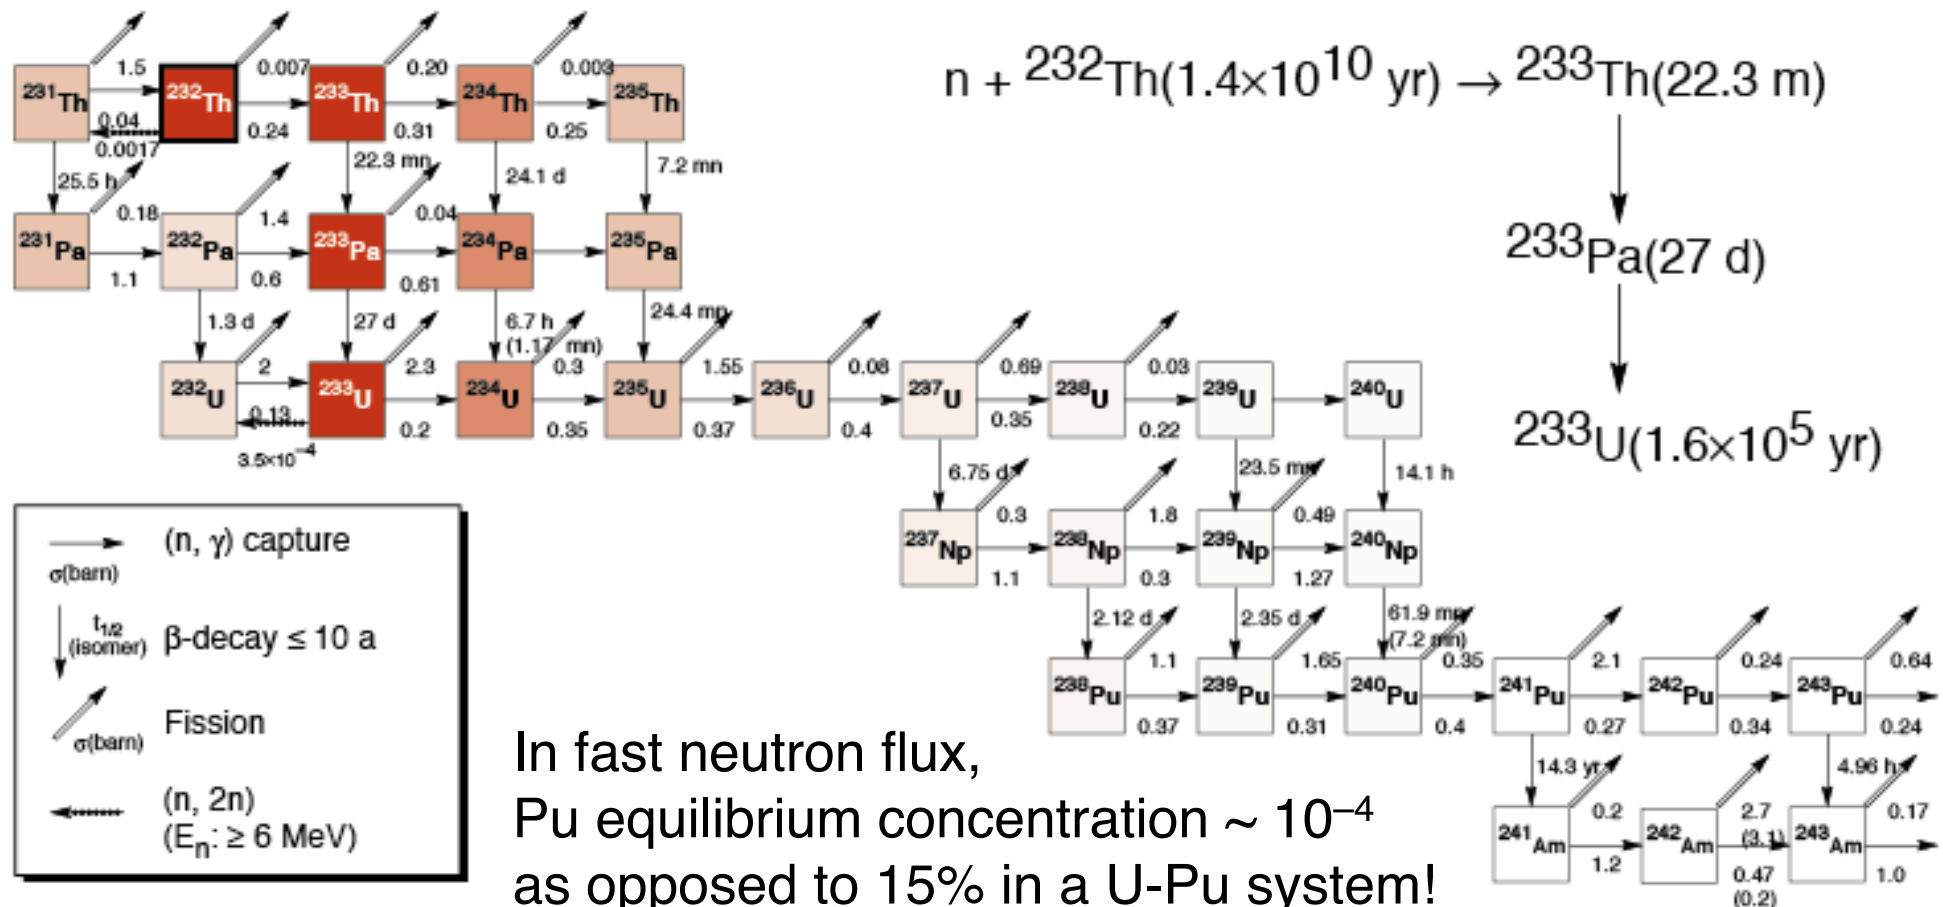 n + ²³²Th(1.4×10¹⁰ yr) → ²³³Th(22.3 m)
²³³Pa(27 d)
²³³U(1.6×10⁵ yr)
1.5 0.007 0.20 0.003
²³¹Th ²³²Th ²³³Th ²³⁴Th ²³⁵Th
0.04 0.24 0.31 0.25
0.0017
25.5 h 22.3 mn 24.1 d 7.2 mn
0.18 1.4 0.04
²³¹Pa ²³²Pa ²³³Pa ²³⁴Pa ²³⁵Pa
1.1 0.6 0.61
1.3 d 27 d 6.7 h 24.4 mn
(1.17 mn)
2 2.3 0.3 1.55 0.08 0.69 0.03
²³²U ²³³U ²³⁴U ²³⁵U ²³⁶U ²³⁷U ²³⁸U ²³⁹U ²⁴⁰U
0.13 0.2 0.35 0.37 0.4 0.35 0.22
3.5×10⁻⁴
6.75 d 23.5 mn 14.1 h
0.3 1.8 0.49
²³⁷Np ²³⁸Np ²³⁹Np ²⁴⁰Np
1.1 0.3 1.27
2.12 d 2.35 d 61.9 mn
(7.2 mn)
1.1 1.65 0.35 2.1 0.24 0.64
²³⁸Pu ²³⁹Pu ²⁴⁰Pu ²⁴¹Pu ²⁴²Pu ²⁴³Pu
0.37 0.31 0.4 0.27 0.34 0.24
14.3 yr 4.96 h
0.2 2.7 0.17
(3.1)
²⁴¹Am ²⁴²Am ²⁴³Am
1.2 0.47 1.0
(0.2)
(n, γ) capture
σ(barn)
t1/2
(isomer)
β-decay ≤ 10 a
Fission
σ(barn)
(n, 2n)
(Eₙ: ≥ 6 MeV)
In fast neutron flux,
Pu equilibrium concentration ~ 10⁻⁴
as opposed to 15% in a U-Pu system!